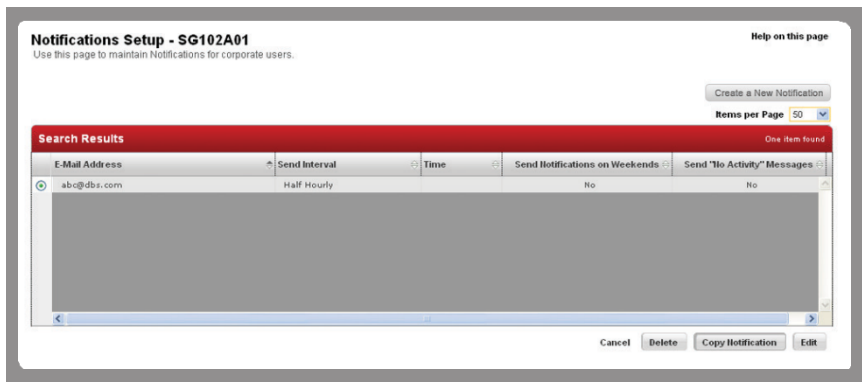 Notifications Setup - SG102A01
Help on this page
Use this page to maintain Notifications for corporate users.
Create a New Notification
Items per Page 50
Search Results One item found
E-Mail Address Send Interval Time Send Notifications on Weekends Send "No Activity" Messages
abc@dbs.com Half Hourly No No
Cancel Delete Copy Notification Edit